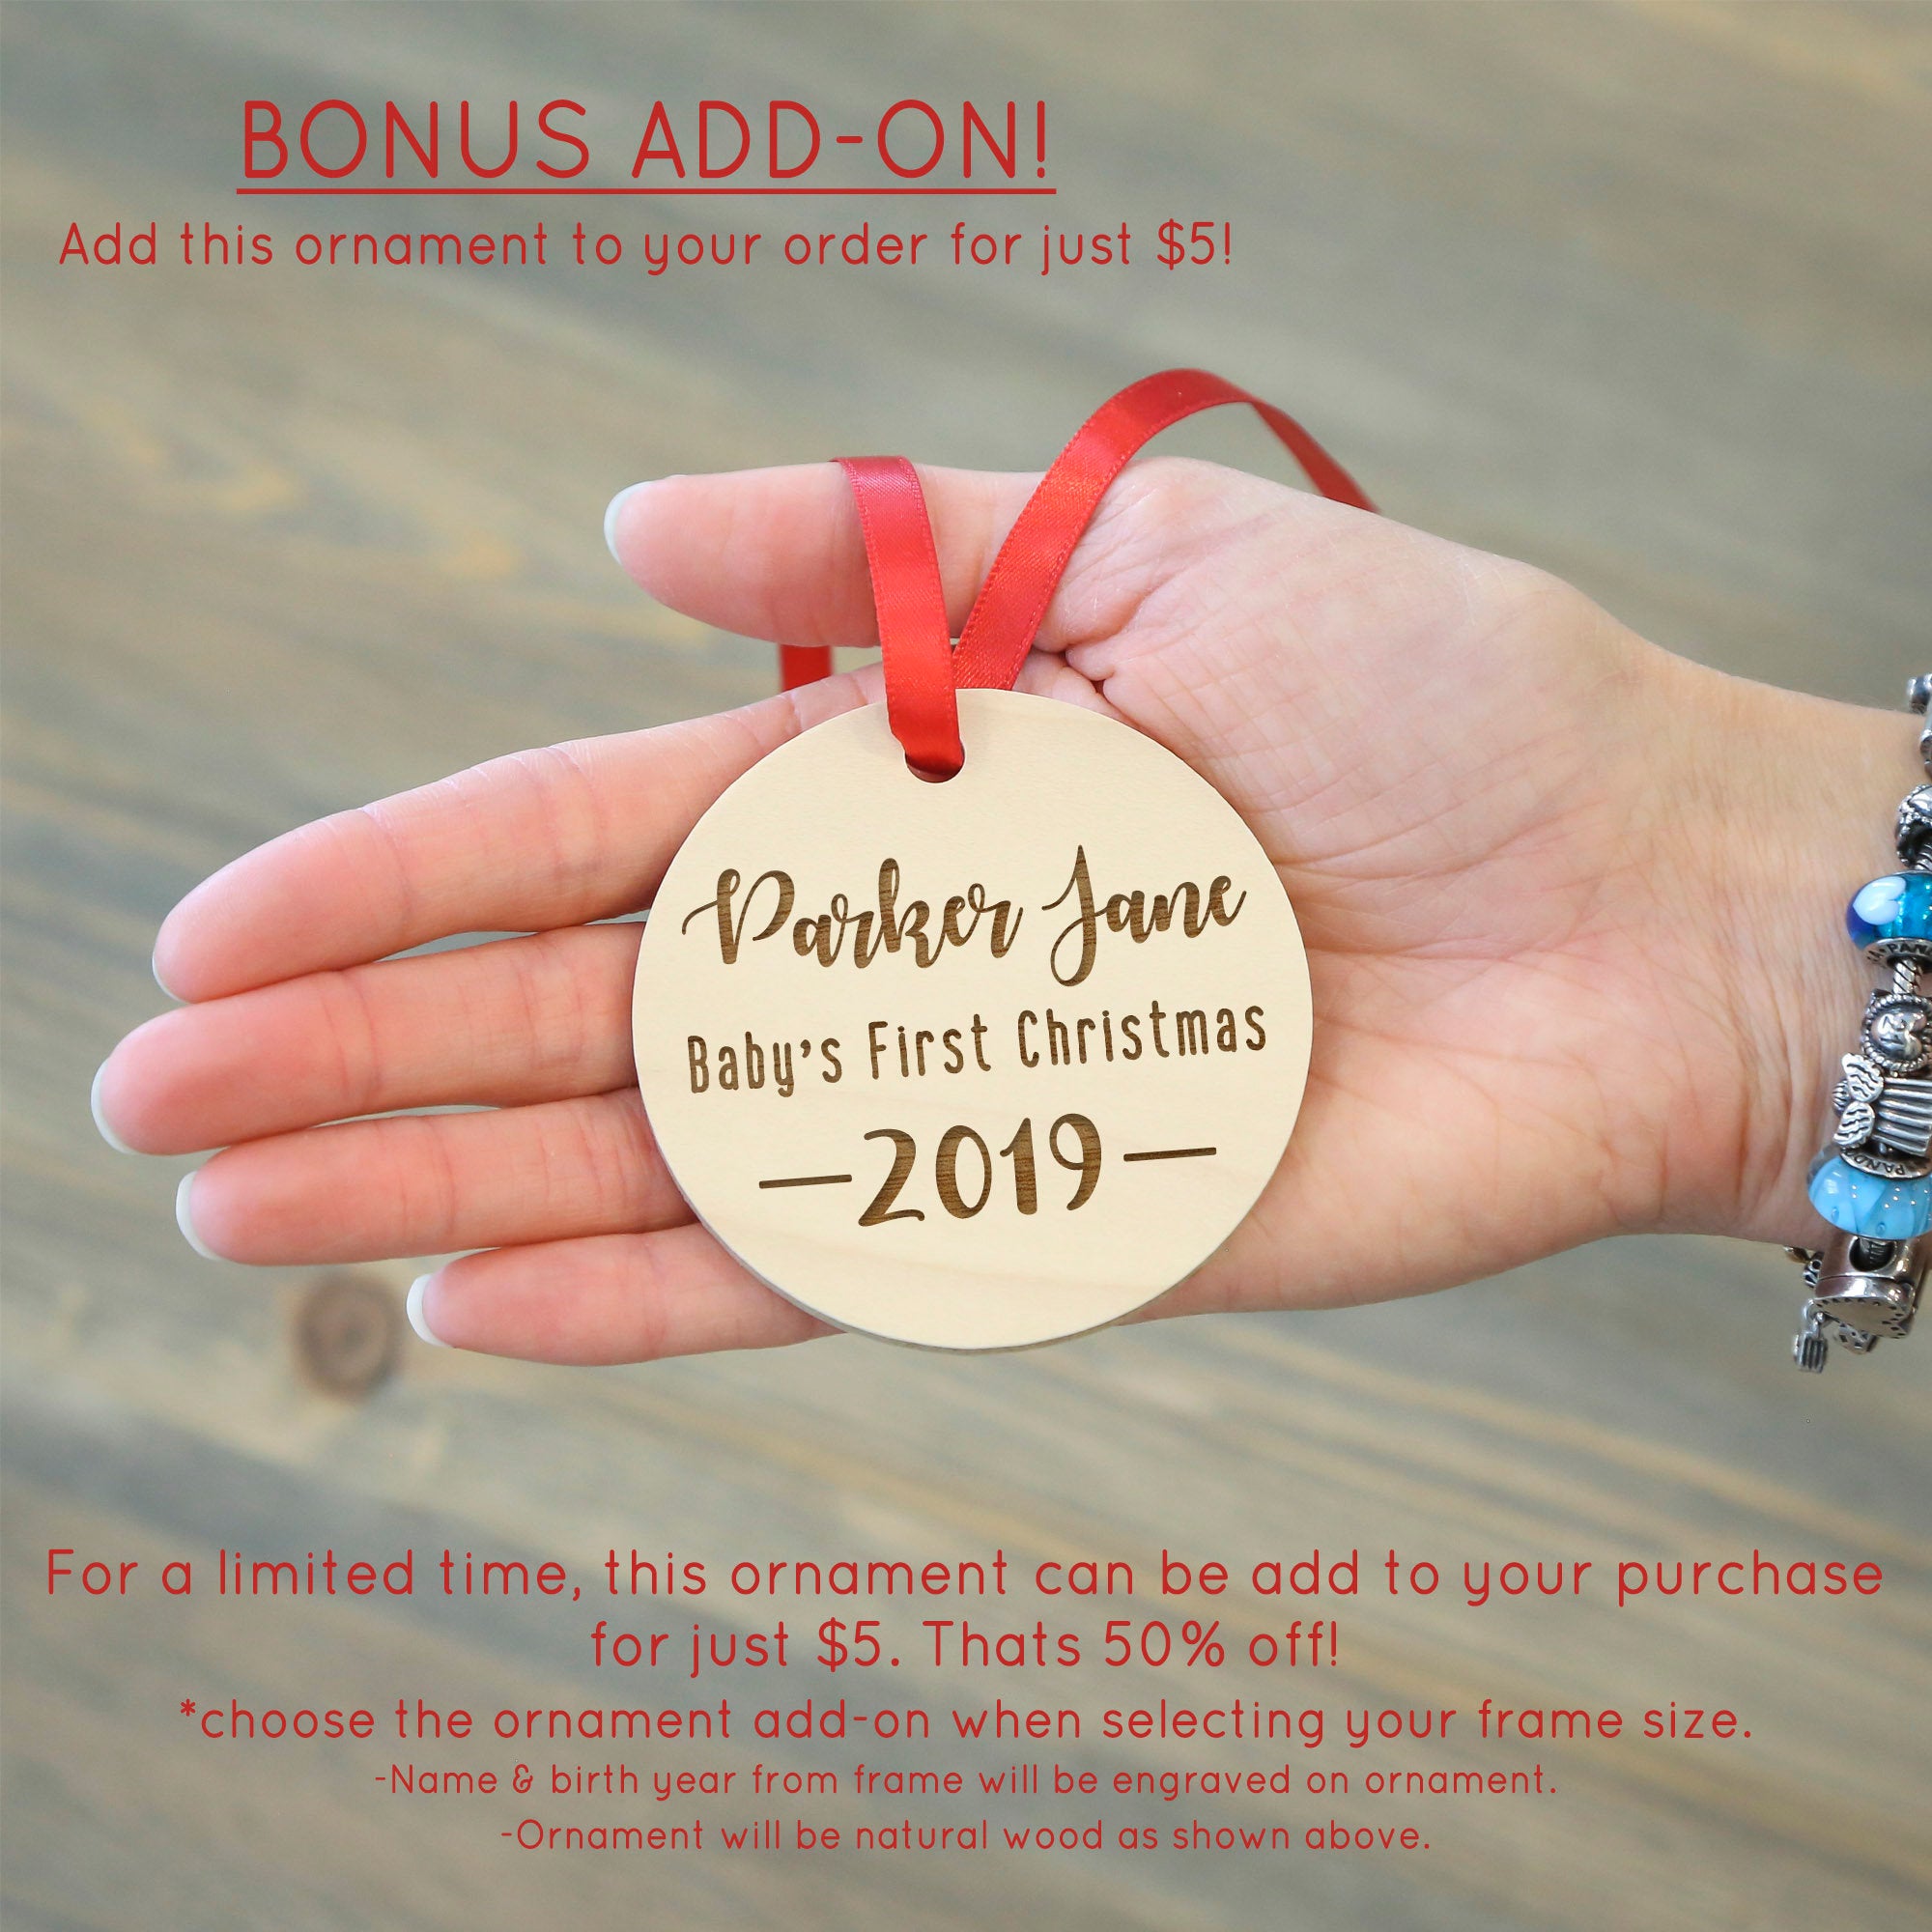 BONUS ADD-ON!
Add this ornament to your order for just $5!
Parker Jane
Baby's First Christmas
—2019—
For a limited time, this ornament can be add to your purchase
for just $5. Thats 50% off!
*choose the ornament add-on when selecting your frame size.
-Name & birth year from frame will be engraved on ornament.
-Ornament will be natural wood as shown above.